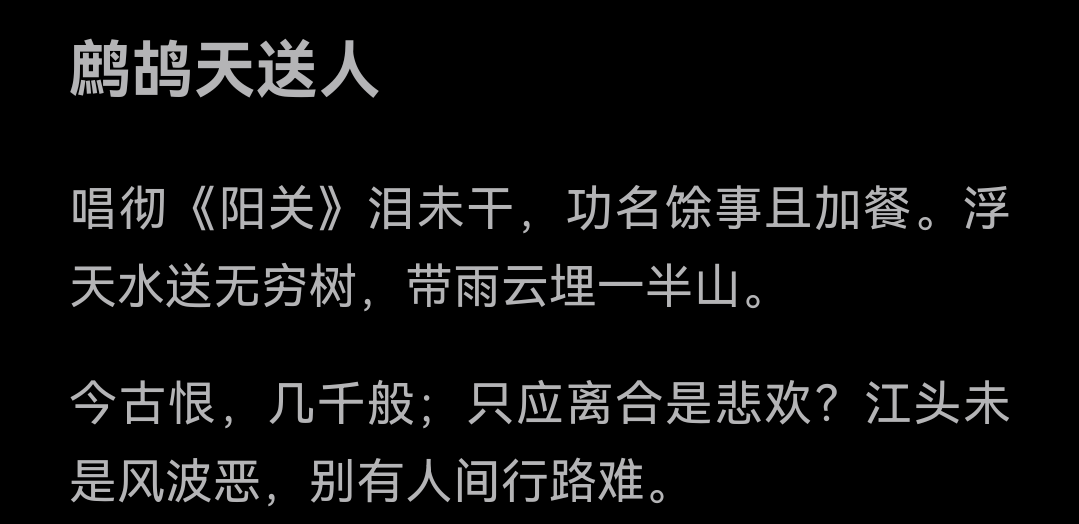 鹧鸪天送人
唱彻《阳关》泪未干，功名馀事且加餐。浮
天水送无穷树，带雨云埋一半山。
今古恨，几千般；只应离合是悲欢？江头未
是风波恶，别有人间行路难。